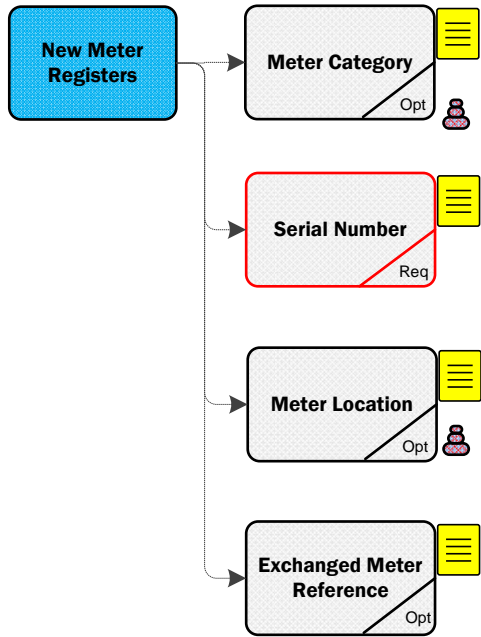 New Meter
Registers
Meter Category
Opt
Serial Number
Req
Meter Location
Opt
Exchanged Meter
Reference
Opt